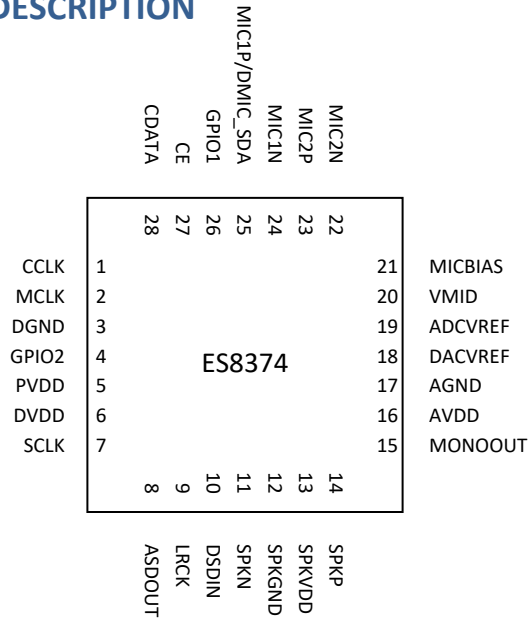 DESCRIPTION
CDATA
CE
GPIO1
MIC1P/DMIC_SDA
MIC1N
MIC2P
MIC2N
28 27 26 25 24 23 22
CCLK 1 21 MICBIAS
MCLK 2 20 VMID
DGND 3 19 ADCVREF
GPIO2 4 ES8374 18 DACVREF
PVDD 5 17 AGND
DVDD 6 16 AVDD
SCLK 7 15 MONOOUT
8 9 10 11 12 13 14
ASDOUT
LRCK
DSDIN
SPKN
SPKGND
SPKVDD
SPKP